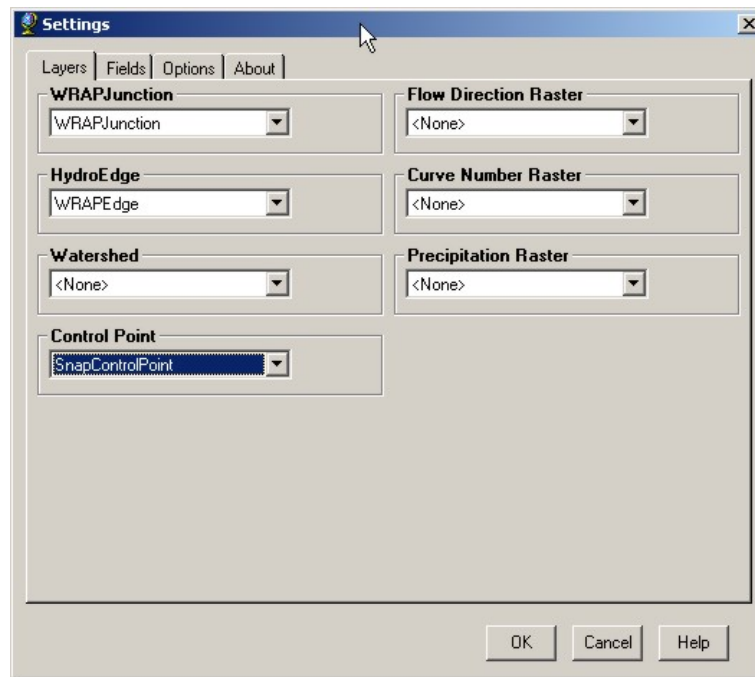 Settings
Layers Fields Options About
WRAPJunction
WRAPJunction
Flow Direction Raster
<None>
HydroEdge
WRAPEdge
Curve Number Raster
<None>
Watershed
<None>
Precipitation Raster
<None>
Control Point
SnapControlPoint
OK Cancel Help